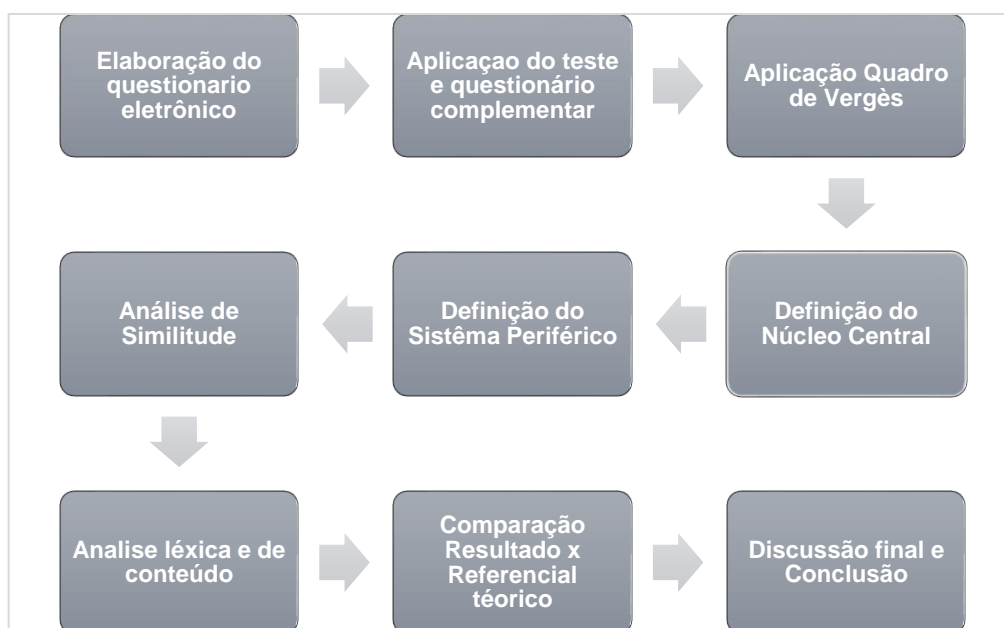 Elaboração do
questionario
eletrônico
Aplicaçao do teste
e questionário
complementar
Aplicação Quadro
de Vergès
Definição do
Núcleo Central
Definição do
Sistêma Periférico
Análise de
Similitude
Analise léxica e de
conteúdo
Comparação
Resultado x
Referencial
téorico
Discussão final e
Conclusão